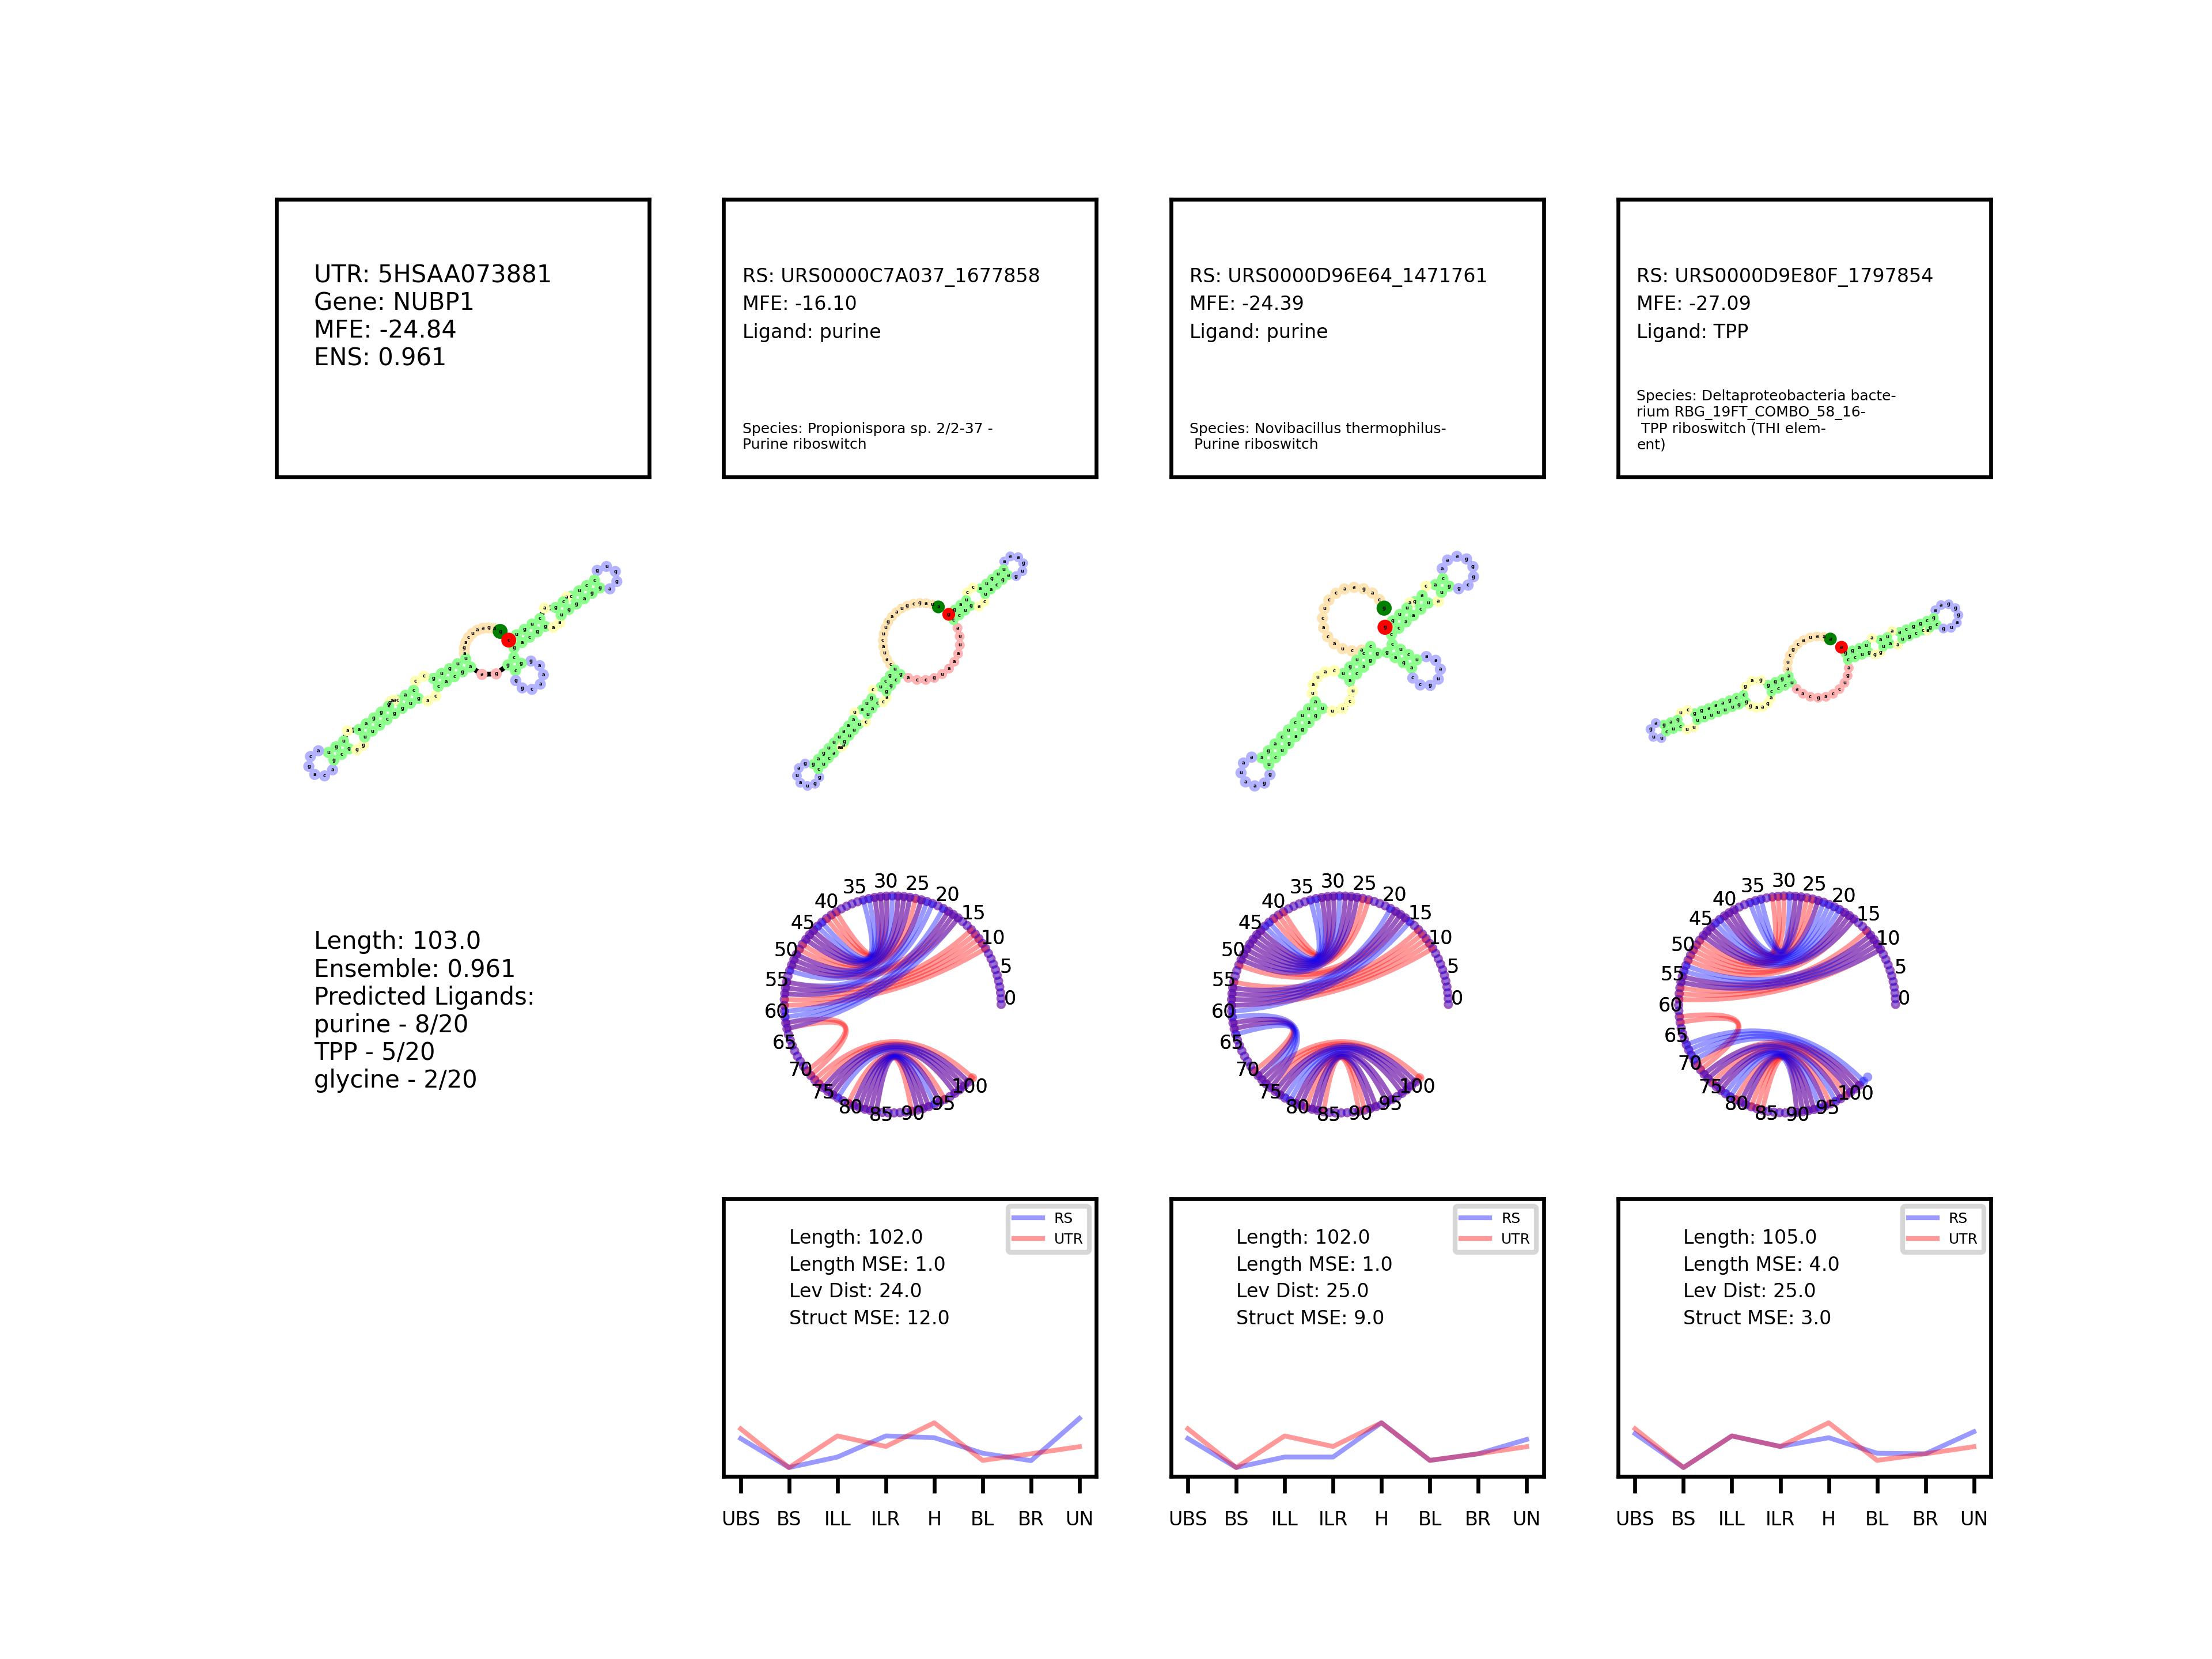 UTR: 5HSAA073881
Gene: NUBP1
MFE: -24.84
ENS: 0.961
RS: URS0000C7A037_1677858
MFE: -16.10
Ligand: purine
Species: Propionispora sp. 2/2-37 -
Purine riboswitch
RS: URS0000D96E64_1471761
MFE: -24.39
Ligand: purine
Species: Novibacillus thermophilus-
Purine riboswitch
RS: URS0000D9E80F_1797854
MFE: -27.09
Ligand: TPP
Species: Deltaproteobacteria bacte-
rium RBG_19FT_COMBO_58_16-
TPP riboswitch (THI elem-
ent)
Length: 103.0
Ensemble: 0.961
Predicted Ligands:
purine - 8/20
TPP - 5/20
glycine - 2/20
0 5 10 15 20 25 30 35 40 45 50 55 60 65 70 75 80 85 90 95 100
0 5 10 15 20 25 30 35 40 45 50 55 60 65 70 75 80 85 90 95 100
0 5 10 15 20 25 30 35 40 45 50 55 60 65 70 75 80 85 90 95 100
RS
UTR
Length: 102.0
Length MSE: 1.0
Lev Dist: 24.0
Struct MSE: 12.0
UBS BS ILL ILR H BL BR UN
RS
UTR
Length: 102.0
Length MSE: 1.0
Lev Dist: 25.0
Struct MSE: 9.0
UBS BS ILL ILR H BL BR UN
RS
UTR
Length: 105.0
Length MSE: 4.0
Lev Dist: 25.0
Struct MSE: 3.0
UBS BS ILL ILR H BL BR UN